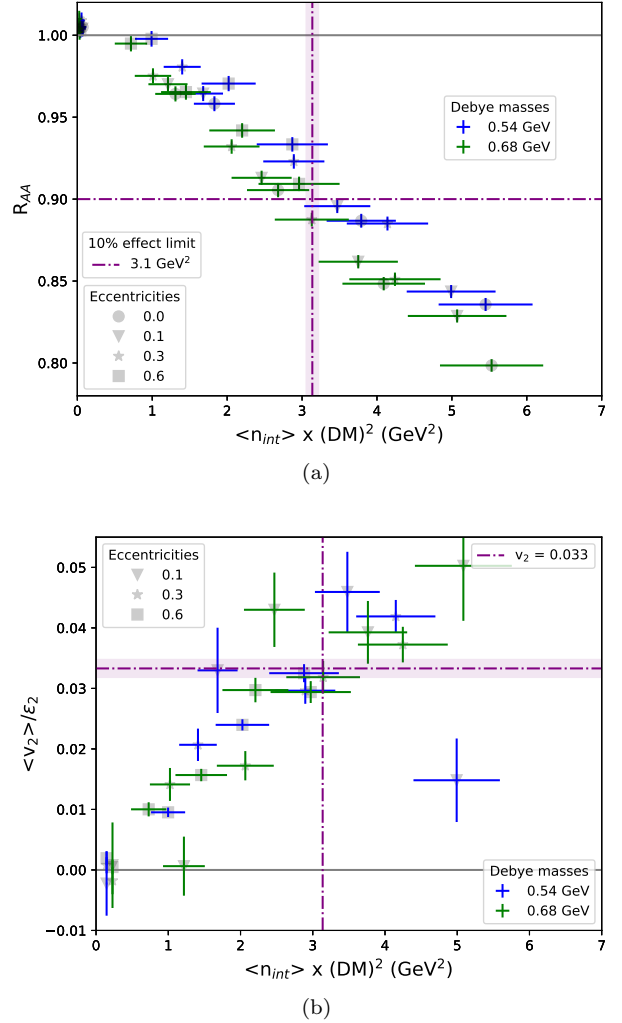 1.00
0.95
0.90
0.85
0.80
R_AA
Debye masses
0.54 GeV
0.68 GeV
10% effect limit
3.1 GeV²
Eccentricities
0.0
0.1
0.3
0.6
0 1 2 3 4 5 6 7
<n_int> x (DM)² (GeV²)
(a)
0.05
0.04
0.03
0.02
0.01
0.00
−0.01
<v₂>/ε₂
Eccentricities
0.1
0.3
0.6
v₂ = 0.033
Debye masses
0.54 GeV
0.68 GeV
0 1 2 3 4 5 6 7
<n_int> x (DM)² (GeV²)
(b)